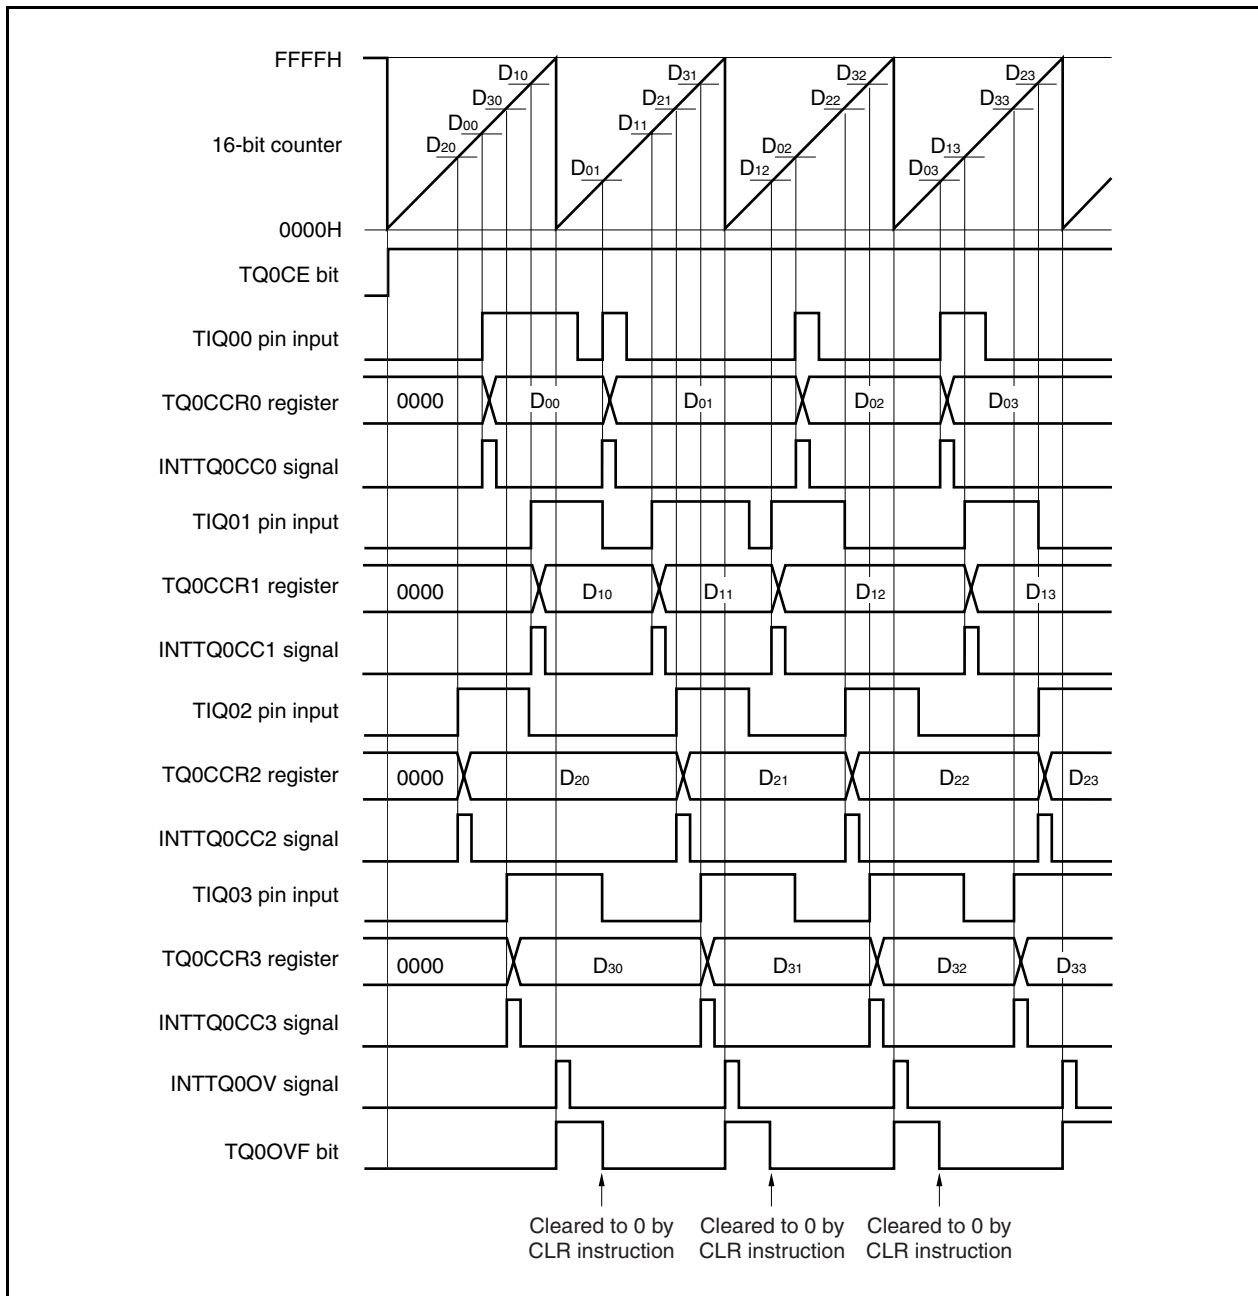 FFFFH
D10 D31 D32 D23
D30 D21 D22 D33
D00 D11
16-bit counter
D20 D02 D13
D01 D12 D03
0000H
TQ0CE bit
TIQ00 pin input
TQ0CCR0 register 0000 D00 D01 D02 D03
INTTQ0CC0 signal
TIQ01 pin input
TQ0CCR1 register 0000 D10 D11 D12 D13
INTTQ0CC1 signal
TIQ02 pin input
TQ0CCR2 register 0000 D20 D21 D22 D23
INTTQ0CC2 signal
TIQ03 pin input
TQ0CCR3 register 0000 D30 D31 D32 D33
INTTQ0CC3 signal
INTTQ0OV signal
TQ0OVF bit
Cleared to 0 by
CLR instruction
Cleared to 0 by
CLR instruction
Cleared to 0 by
CLR instruction